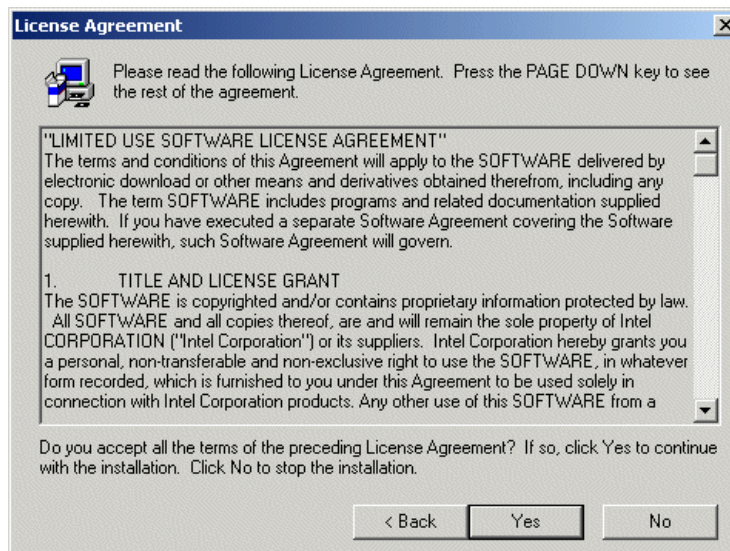 License Agreement
Please read the following License Agreement. Press the PAGE DOWN key to see
the rest of the agreement.
"LIMITED USE SOFTWARE LICENSE AGREEMENT"
The terms and conditions of this Agreement will apply to the SOFTWARE delivered by
electronic download or other means and derivatives obtained therefrom, including any
copy. The term SOFTWARE includes programs and related documentation supplied
herewith. If you have executed a separate Software Agreement covering the Software
supplied herewith, such Software Agreement will govern.
1. TITLE AND LICENSE GRANT
The SOFTWARE is copyrighted and/or contains proprietary information protected by law.
All SOFTWARE and all copies thereof, are and will remain the sole property of Intel
CORPORATION ("Intel Corporation") or its suppliers. Intel Corporation hereby grants you
a personal, non-transferable and non-exclusive right to use the SOFTWARE, in whatever
form recorded, which is furnished to you under this Agreement to be used solely in
connection with Intel Corporation products. Any other use of this SOFTWARE from a
Do you accept all the terms of the preceding License Agreement? If so, click Yes to continue
with the installation. Click No to stop the installation.
< Back Yes No